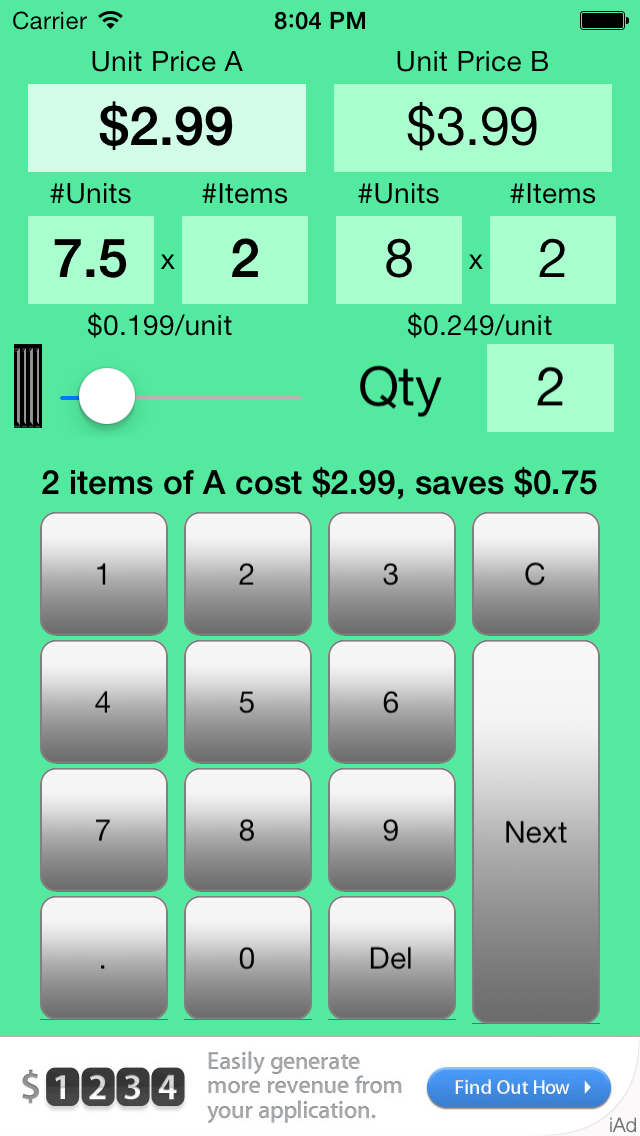 Carrier 8:04 PM
Unit Price A Unit Price B
$2.99 $3.99
#Units #Items #Units #Items
7.5 x 2 8 x 2
$0.199/unit $0.249/unit
Qty 2
2 items of A cost $2.99, saves $0.75
1 2 3 C
4 5 6
7 8 9 Next
. 0 Del
$1234
Easily generate
more revenue from
your application.
Find Out How
iAd